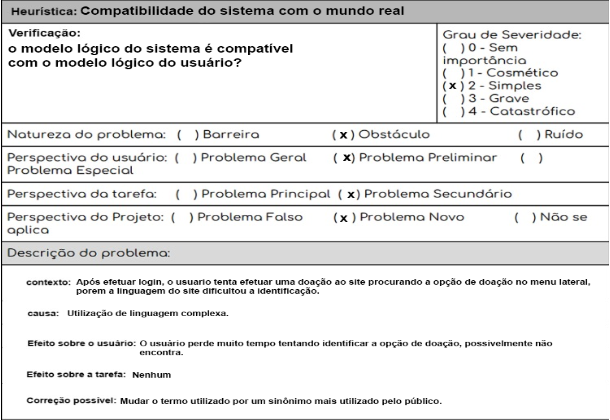 Heurística: Compatibilidade do sistema com o mundo real
Verificação:
o modelo lógico do sistema é compatível
com o modelo lógico do usuário?
Grau de Severidade:
( ) 0 - Sem
importância
( ) 1 - Cosmético
(x) 2 - Simples
( ) 3 - Grave
( ) 4 - Catastrófico
Natureza do problema: ( ) Barreira (x) Obstáculo ( ) Ruído
Perspectiva do usuário: ( ) Problema Geral (x) Problema Preliminar ( )
Problema Especial
Perspectiva da tarefa: ( ) Problema Principal (x) Problema Secundário
Perspectiva do Projeto: ( ) Problema Falso (x) Problema Novo ( ) Não se
aplica
Descrição do problema:
contexto: Após efetuar login, o usuario tenta efetuar uma doação ao site procurando a opção de doação no menu lateral,
porem a linguagem do site dificultou a identificação.
causa: Utilização de linguagem complexa.
Efeito sobre o usuário: O usuário perde muito tempo tentando identificar a opção de doação, possivelmente não
encontra.
Efeito sobre a tarefa: Nenhum
Correção possível: Mudar o termo utilizado por um sinônimo mais utilizado pelo público.